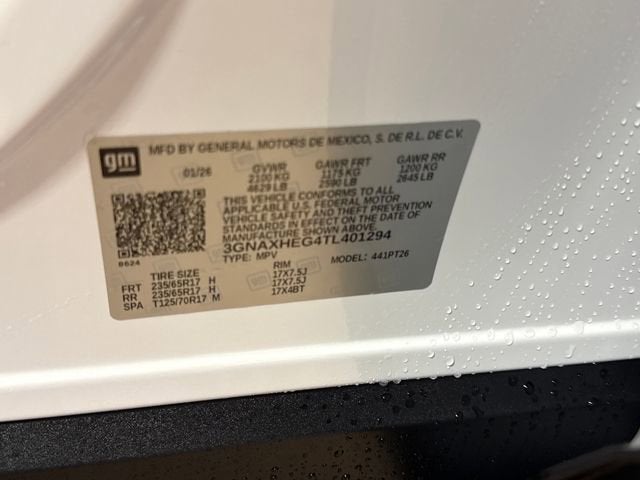 gm MFD BY GENERAL MOTORS DE MEXICO, S. DE R.L. DE C.V.
01/26 GVWR GAWR FRT GAWR RR
2100 KG 1175 KG 1200 KG
4629 LB 2590 LB 2645 LB
THIS VEHICLE CONFORMS TO ALL
APPLICABLE U.S. FEDERAL MOTOR
VEHICLE SAFETY AND THEFT PREVENTION
STANDARDS IN EFFECT ON THE DATE OF
MANUFACTURE SHOWN ABOVE.
3GNAXHEG4TL401294
8624 TYPE: MPV MODEL: 441PT26
TIRE SIZE RIM
FRT 235/65R17 H 17X7.5J
RR 235/65R17 H 17X7.5J
SPA T125/70R17 M 17X4BT